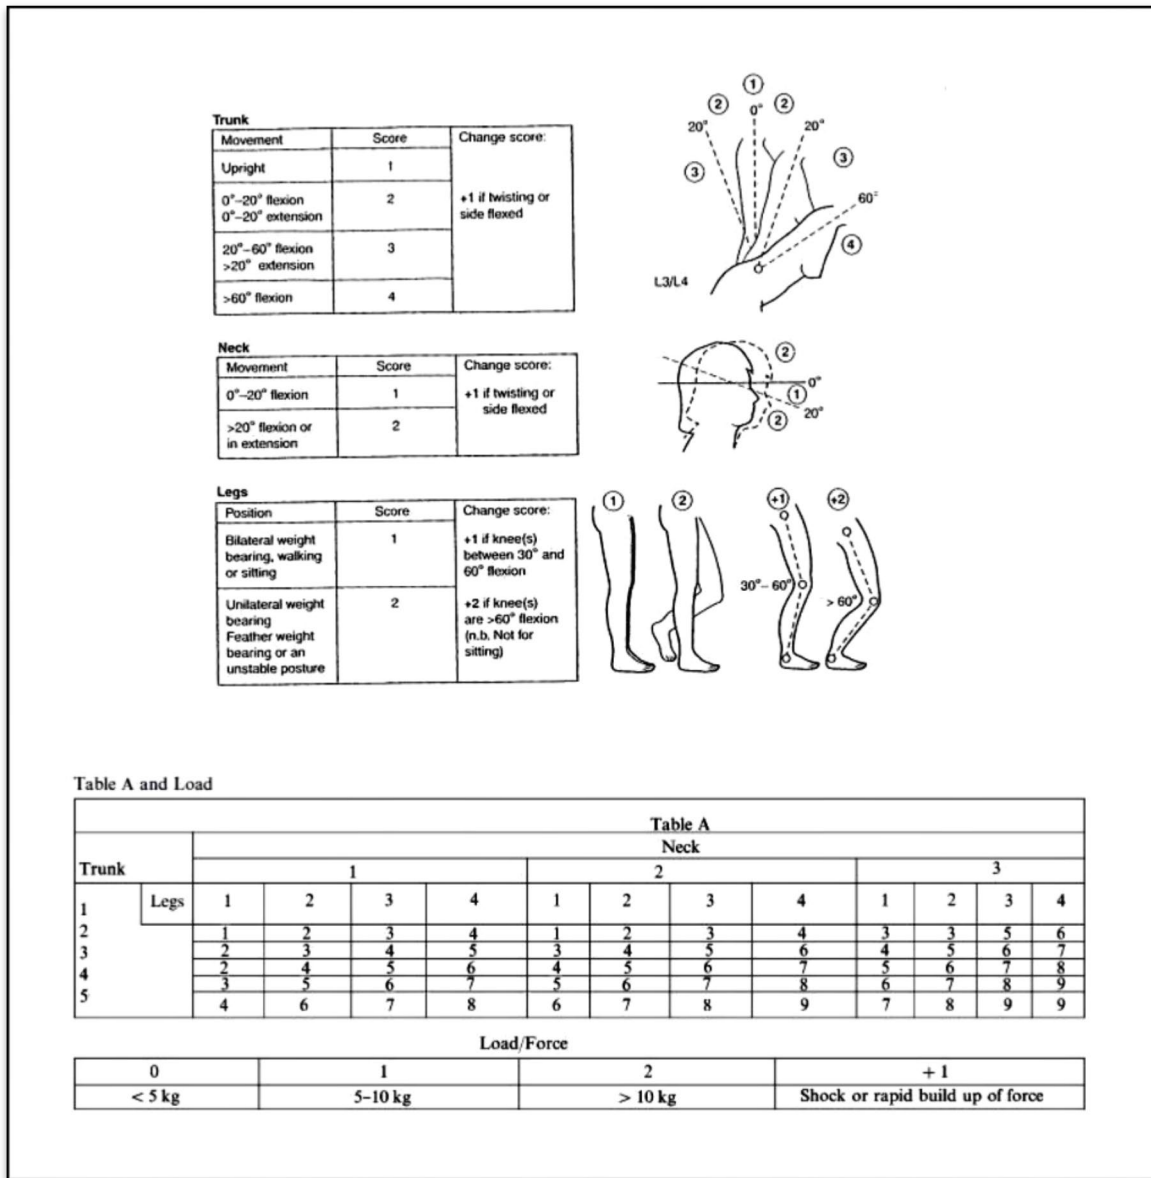 Trunk
Movement Score Change score:
Upright 1
0°–20° flexion 2 +1 if twisting or
0°–20° extension side flexed
20°–60° flexion 3
>20° extension
>60° flexion 4
① 
② 0° ②
20° 20°
③ ③
60°
④
L3/L4
Neck
Movement Score Change score:
0°–20° flexion 1 +1 if twisting or
side flexed
>20° flexion or 2
in extension
②
0°
①
20°
②
Legs
Position Score Change score:
Bilateral weight 1 +1 if knee(s)
bearing, walking between 30° and
or sitting 60° flexion
Unilateral weight 2 +2 if knee(s)
bearing are >60° flexion
Feather weight (n.b. Not for
bearing or an sitting)
unstable posture
① ② +1 +2
30°–60°
> 60°
Table A and Load
Table A
Neck
Trunk 1 2 3
1 Legs 1 2 3 4 1 2 3 4 1 2 3 4
2 1 2 3 4 1 2 3 4 3 3 5 6
3 2 3 4 5 3 4 5 6 4 5 6 7
4 2 4 5 6 4 5 6 7 5 6 7 8
5 3 5 6 7 5 6 7 8 6 7 8 9
4 6 7 8 6 7 8 9 7 8 9 9
Load/Force
0 1 2 + 1
< 5 kg 5–10 kg > 10 kg Shock or rapid build up of force